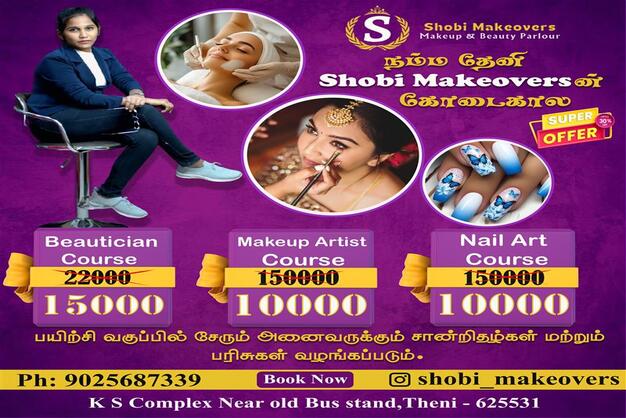 S
Shobi Makeovers
Makeup & Beauty Parlour
நம்ம தேனி
Shobi Makeoversன்
கோடைகால
SUPER
OFFER
30%
Beautician
Course
22000
15000
Makeup Artist
Course
150000
10000
Nail Art
Course
150000
10000
பயிற்சி வகுப்பில் சேரும் அனைவருக்கும் சான்றிதழ்கள் மற்றும்
பரிசுகள் வழங்கப்படும்.
Ph: 9025687339
Book Now
shobi_makeovers
K S Complex Near old Bus stand,Theni - 625531